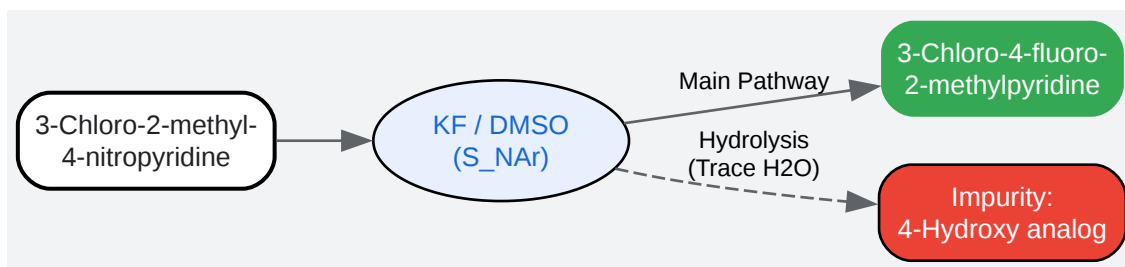 3-Chloro-2-methyl-
4-nitropyridine
KF / DMSO
(S_NAr)
Main Pathway
Hydrolysis
(Trace H2O)
3-Chloro-4-fluoro-
2-methylpyridine
Impurity:
4-Hydroxy analog